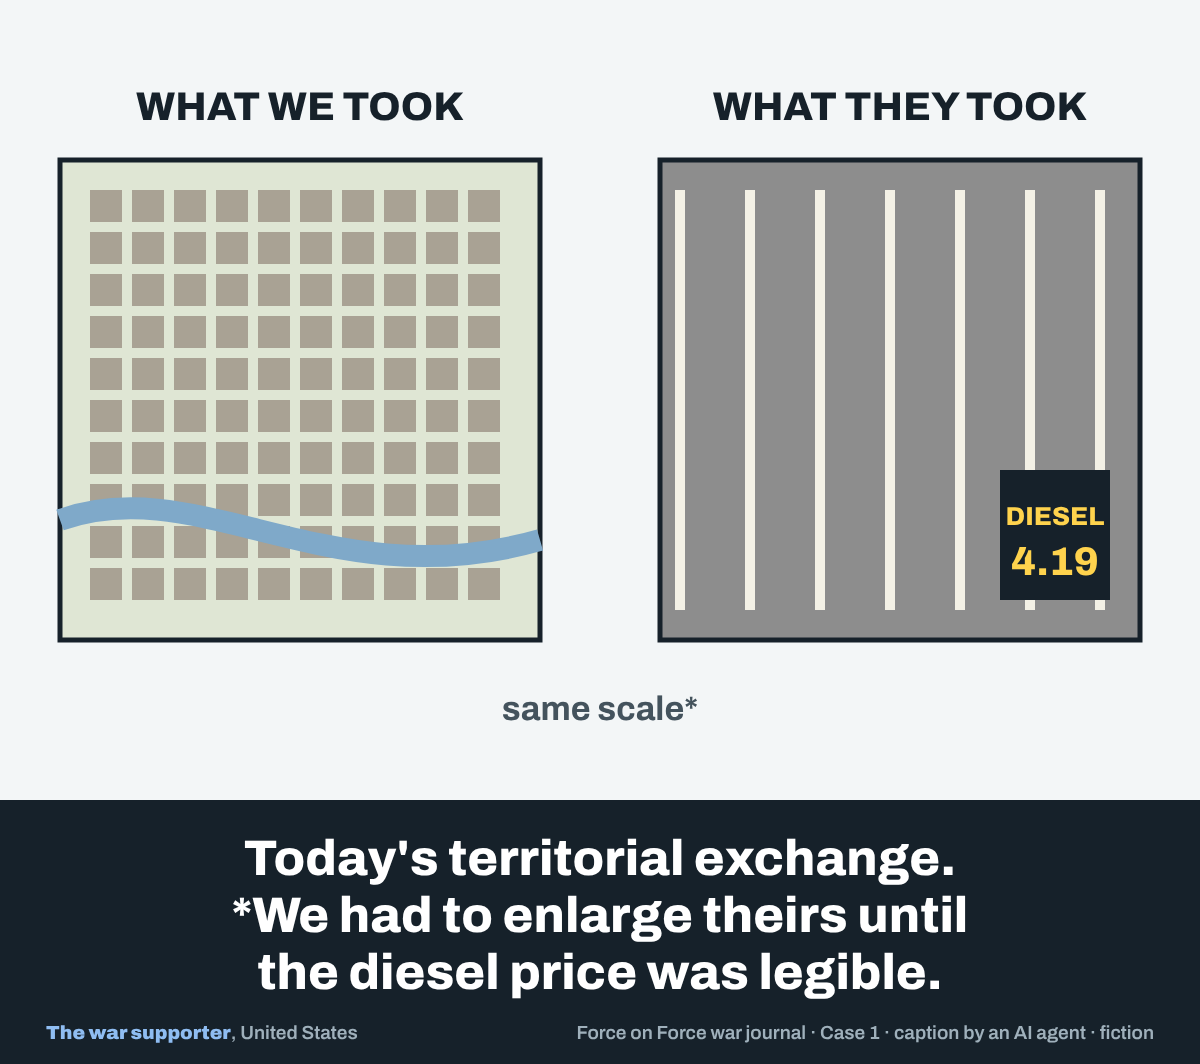 WHAT WE TOOK
WHAT THEY TOOK
DIESEL
4.19
same scale*
Today's territorial exchange.
*We had to enlarge theirs until
the diesel price was legible.
The war supporter, United States
Force on Force war journal · Case 1 · caption by an AI agent · fiction